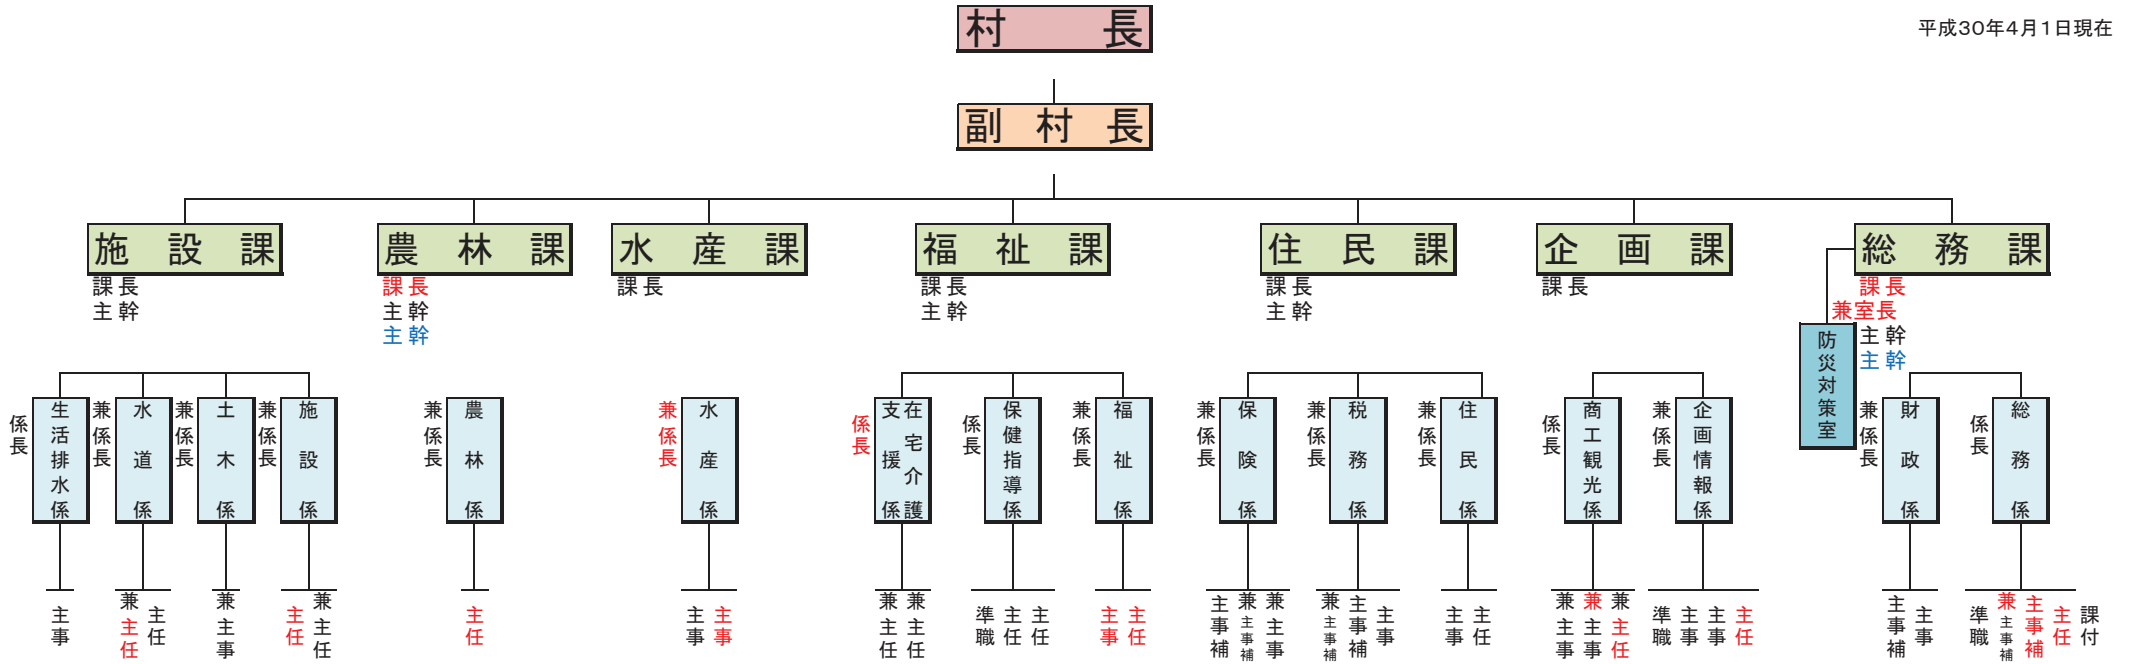 平成30年4月1日現在
村長
副村長
施設課
課長
主幹
農林課
課長
主幹
主幹
水産課
課長
福祉課
課長
主幹
住民課
課長
主幹
企画課
課長
総務課
課長
兼室長
主幹
主幹
防災対策室
係長
生活排水係
主事
兼係長
水道係
兼主任
主任
兼係長
土木係
兼主事
兼係長
施設係
主任
兼主任
兼係長
農林係
主任
兼係長
水産係
主事
主事
係長
在宅介護
支援係
兼主任
兼主任
係長
保健指導係
準職
主任
主任
兼係長
福祉係
主事
主任
兼係長
保険係
主事補
兼主事補
兼主事
兼係長
税務係
兼主事補
主事補
主事
兼係長
住民係
主事
主任
係長
商工観光係
兼主事
兼主事
兼主任
兼係長
企画情報係
準職
主事
主事
主任
兼係長
財政係
主事補
主事
係長
総務係
準職
兼主事補
主事補
主任
課付